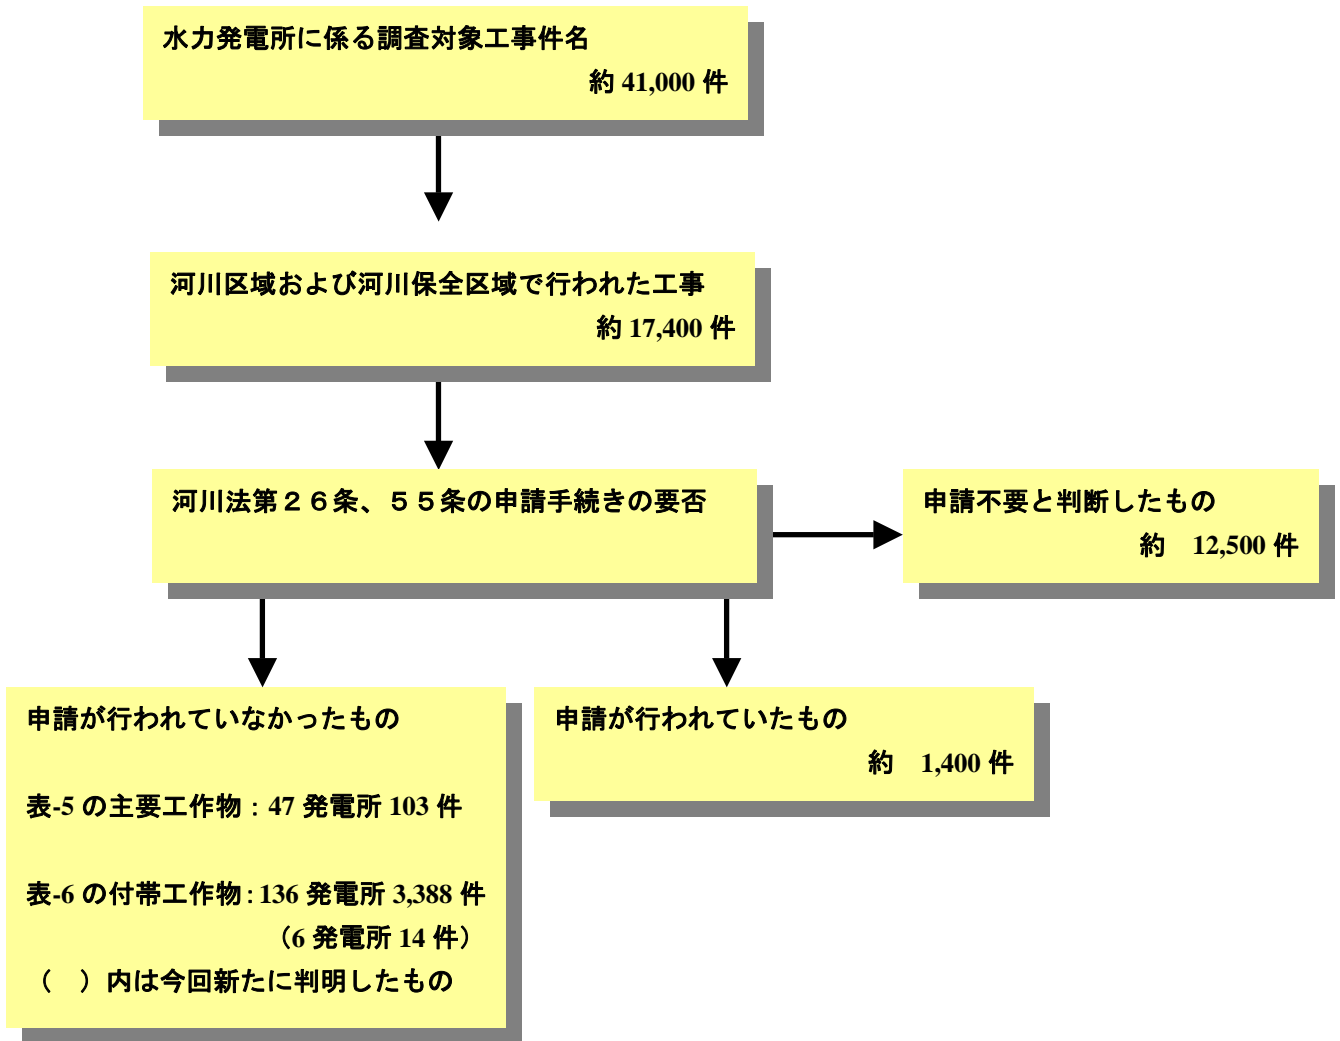 水力発電所に係る調査対象工事件名
約 41,000 件
河川区域および河川保全区域で行われた工事
約 17,400 件
河川法第２６条、５５条の申請手続きの要否
申請不要と判断したもの
約　12,500 件
申請が行われていなかったもの
表-5 の主要工作物：47 発電所 103 件
表-6 の付帯工作物：136 発電所 3,388 件
（6 発電所 14 件）
（　）内は今回新たに判明したもの
申請が行われていたもの
約　1,400 件